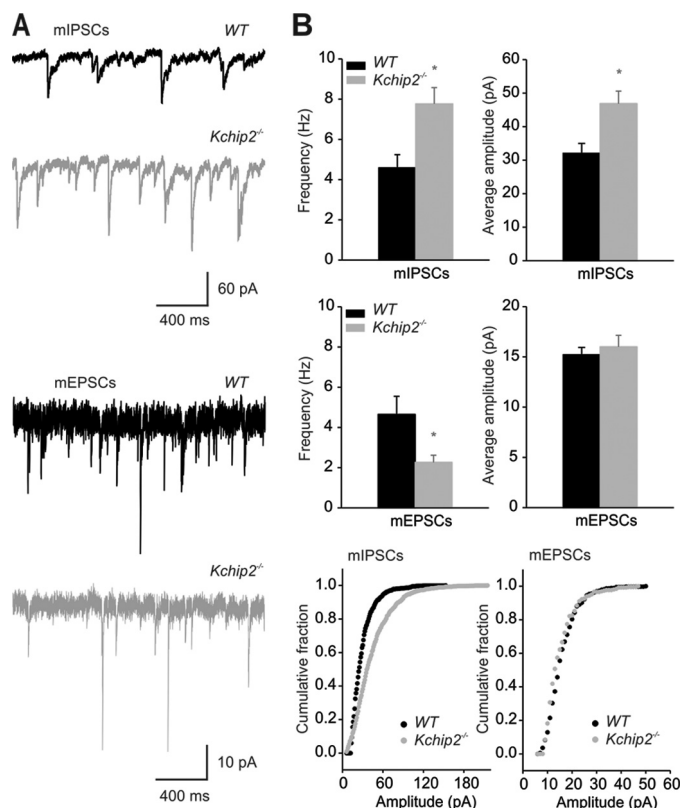 A
mIPSCs WT
Kchip2-/-
60 pA
400 ms
mEPSCs WT
Kchip2-/-
10 pA
400 ms
B
WT
Kchip2-/-
Frequency (Hz)
10
8
6
4
2
0
mIPSCs
*
Average amplitude (pA)
60
50
40
30
20
10
0
mIPSCs
*
WT
Kchip2-/-
Frequency (Hz)
8
6
4
2
0
mEPSCs
*
Average amplitude (pA)
20
15
10
5
0
mEPSCs
mIPSCs
Cumulative fraction
1.0
0.8
0.6
0.4
0.2
0.0
WT
Kchip2-/-
0 60 120 180
Amplitude (pA)
mEPSCs
Cumulative fraction
1.0
0.8
0.6
0.4
0.2
0.0
WT
Kchip2-/-
0 10 20 30 40 50 60
Amplitude (pA)